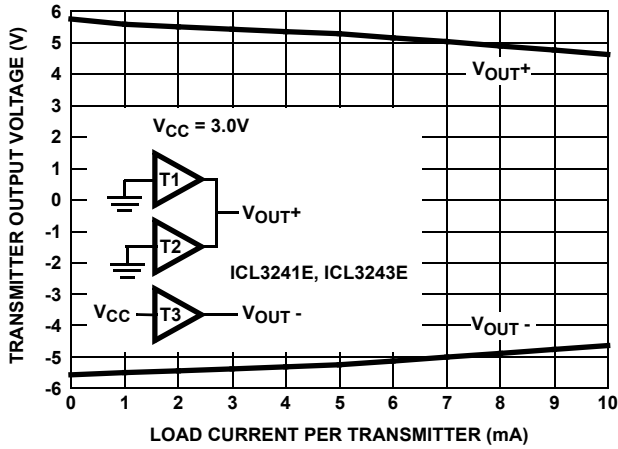 TRANSMITTER OUTPUT VOLTAGE (V)
6
5
4
3
2
1
0
-1
-2
-3
-4
-5
-6
VOUT+
VCC = 3.0V
T1
VOUT+
T2
ICL3241E, ICL3243E
VCC
T3
VOUT -
VOUT -
0 1 2 3 4 5 6 7 8 9 10
LOAD CURRENT PER TRANSMITTER (mA)